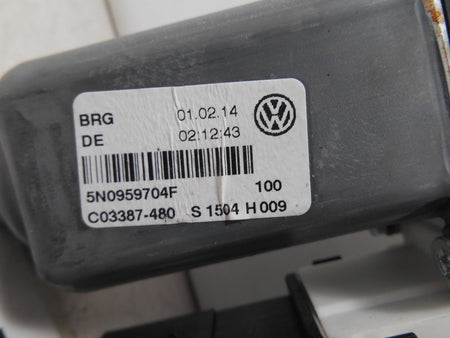 BRG 01.02.14
DE 02:12:43
5N0959704F 100
C03387-480 S 1504 H 009